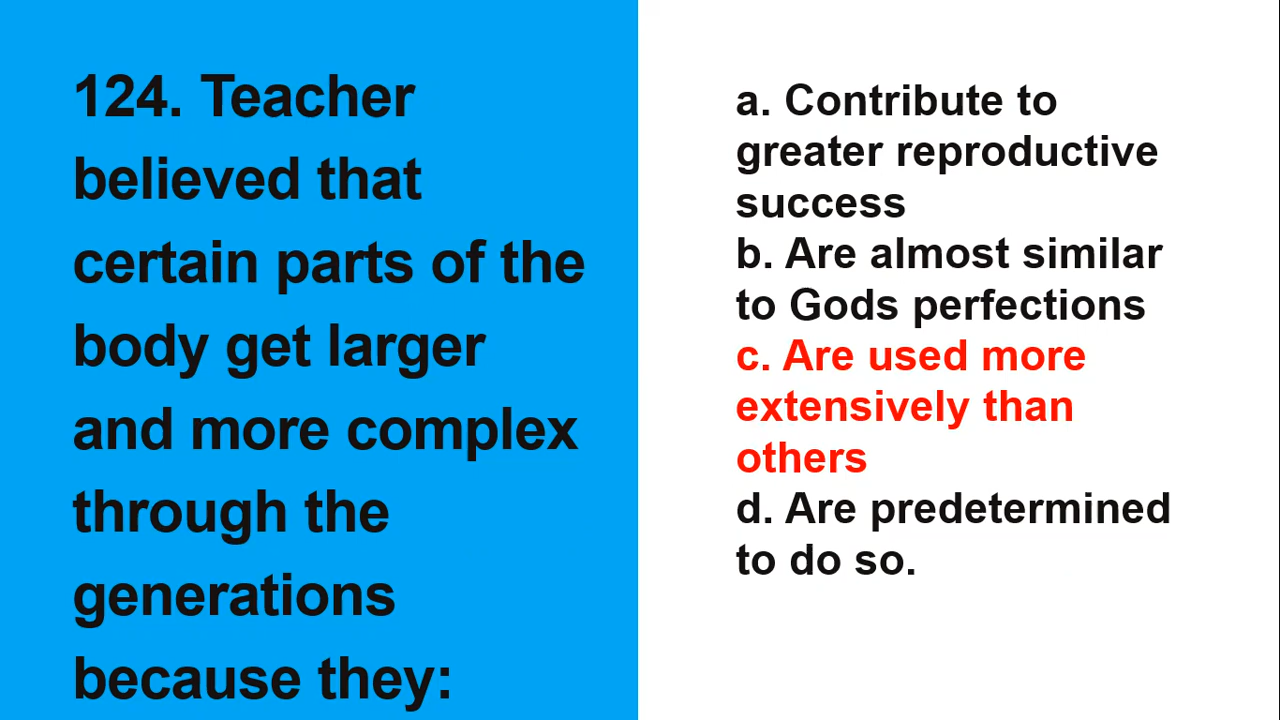 124. Teacher
believed that
certain parts of the
body get larger
and more complex
through the
generations
because they:
a. Contribute to
greater reproductive
success
b. Are almost similar
to Gods perfections
c. Are used more
extensively than
others
d. Are predetermined
to do so.